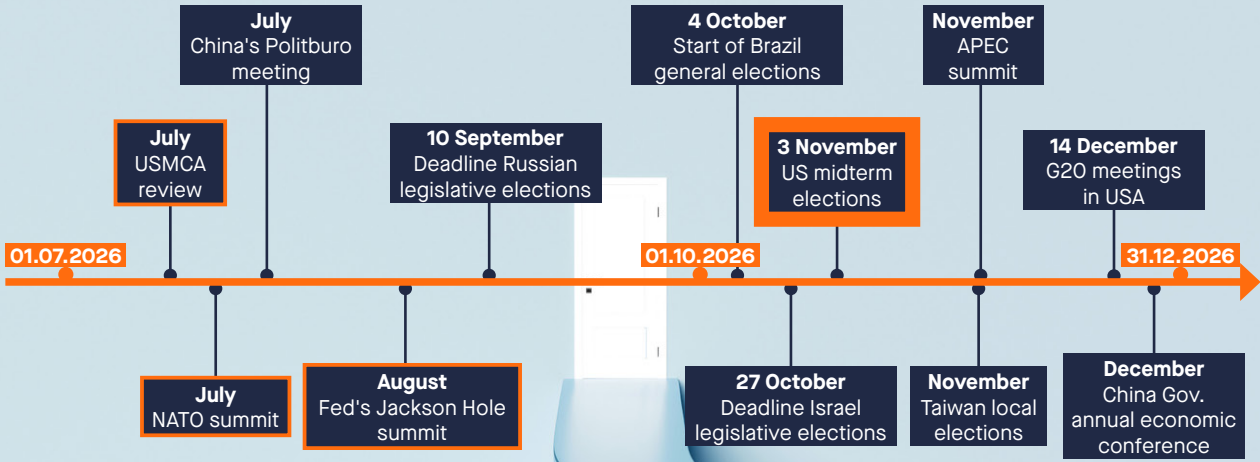 July
China's Politburo
meeting
4 October
Start of Brazil
general elections
November
APEC
summit
July
USMCA
review
10 September
Deadline Russian
legislative elections
3 November
US midterm
elections
14 December
G20 meetings
in USA
01.07.2026
01.10.2026
31.12.2026
July
NATO summit
August
Fed's Jackson Hole
summit
27 October
Deadline Israel
legislative elections
November
Taiwan local
elections
December
China Gov.
annual economic
conference